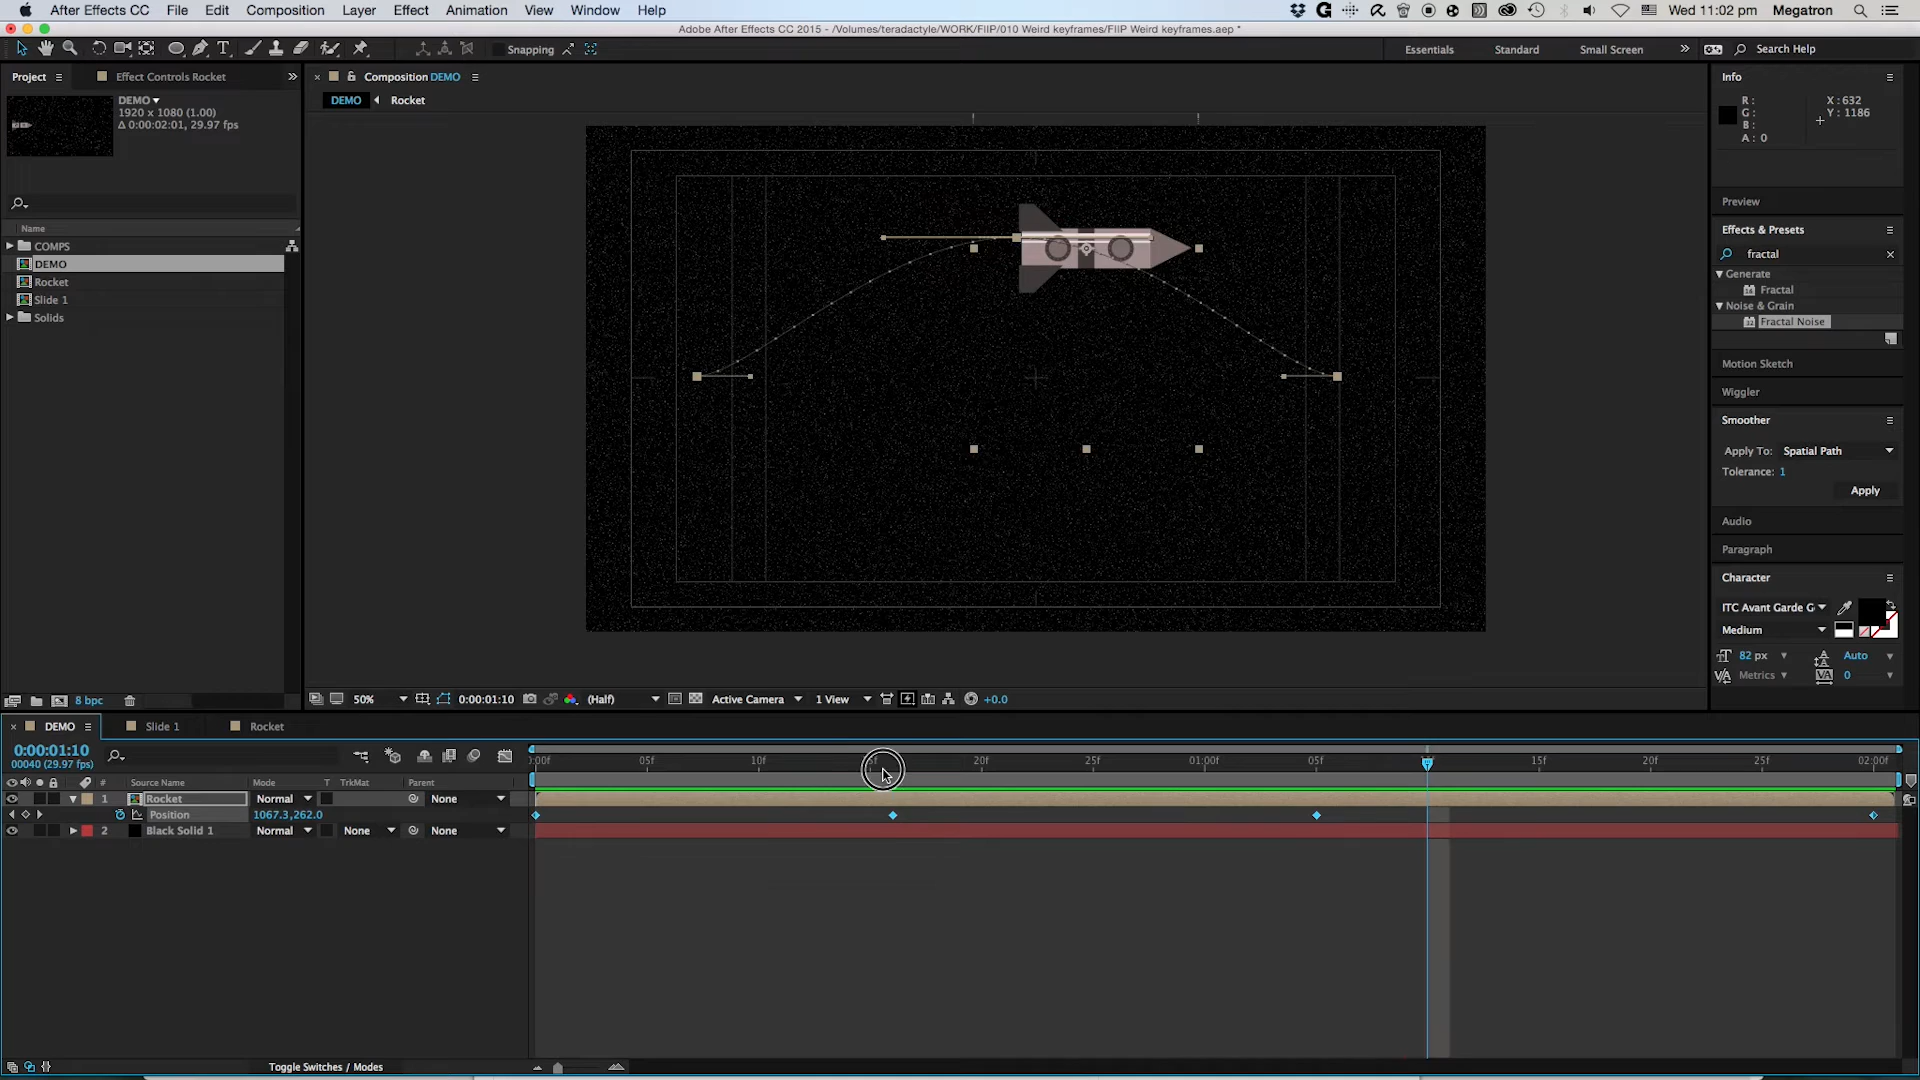 After Effects CC File Edit Composition Layer Effect Animation View Window Help Wed 11:02 pm Megatron
Adobe After Effects CC 2015 - /Volumes/teradactyle/WORK/FIIP/010 Weird keyframes/FIIP Weird keyframes.aep *
Snapping Essentials Standard Small Screen Search Help
Project Effect Controls Rocket
DEMO
1920 x 1080 (1.00)
Δ 0:00:02:01, 29.97 fps
Name
COMPS
DEMO
Rocket
Slide 1
Solids
8 bpc
Composition DEMO
DEMO Rocket
50% 0:00:01:10 (Half) Active Camera 1 View +0.0
Info
R: X: 632
G: Y: 1186
B:
A: 0
Preview
Effects & Presets
fractal
Generate
Fractal
Noise & Grain
Fractal Noise
Motion Sketch
Wiggler
Smoother
Apply To: Spatial Path
Tolerance: 1
Apply
Audio
Paragraph
Character
ITC Avant Garde G
Medium
82 px Auto
Metrics 0
DEMO Slide 1 Rocket
0:00:01:10
00040 (29.97 fps)
:00f 05f 10f 20f 25f 01:00f 05f 15f 20f 25f 02:00f
# Source Name Mode T TrkMat Parent
1 Rocket Normal None
Position 1067.3,262.0
2 Black Solid 1 Normal None None
Toggle Switches / Modes